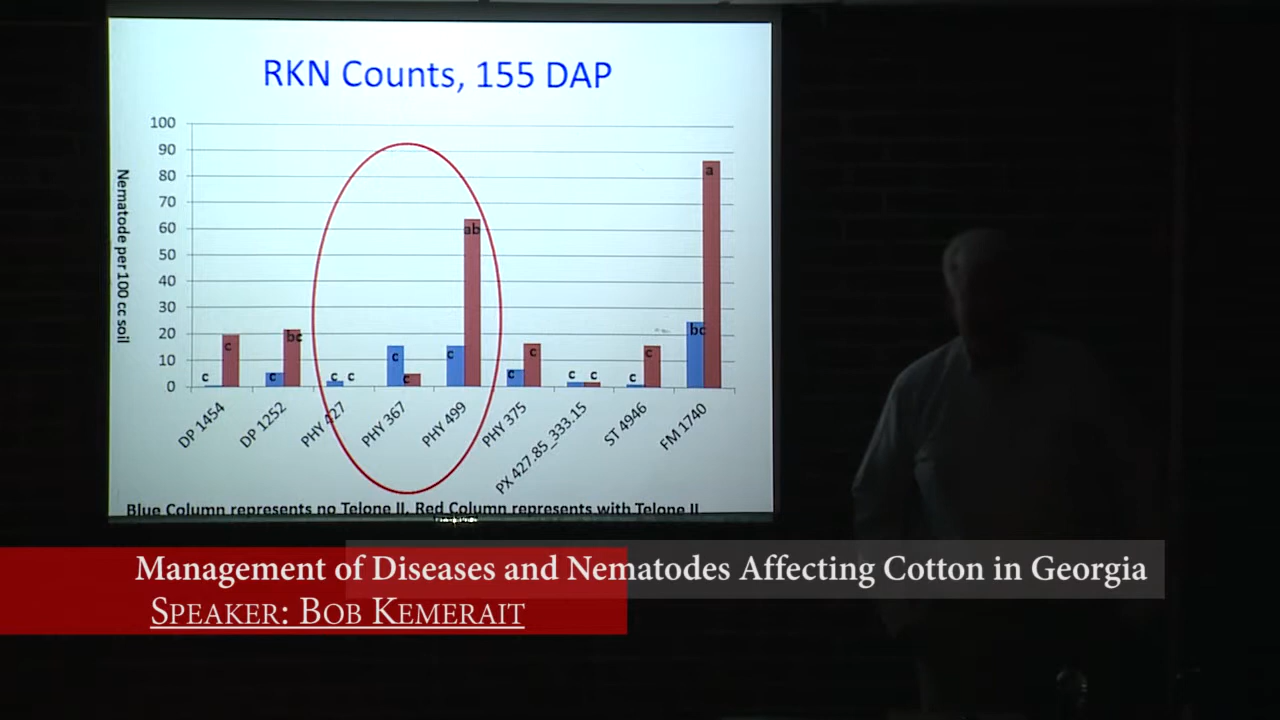 RKN Counts, 155 DAP
Nematode per 100 cc soil
100
90
80
70
60
50
40
30
20
10
0
c c
c bc
c c
c c
c ab
c c
c c
c c
bc a
DP 1454
DP 1252
PHY 427
PHY 367
PHY 499
PHY 375
PX 427.85_333.15
ST 4946
FM 1740
Blue Column represents no Telone II, Red Column represents with Telone II
Management of Diseases and Nematodes Affecting Cotton in Georgia
SPEAKER: BOB KEMERAIT